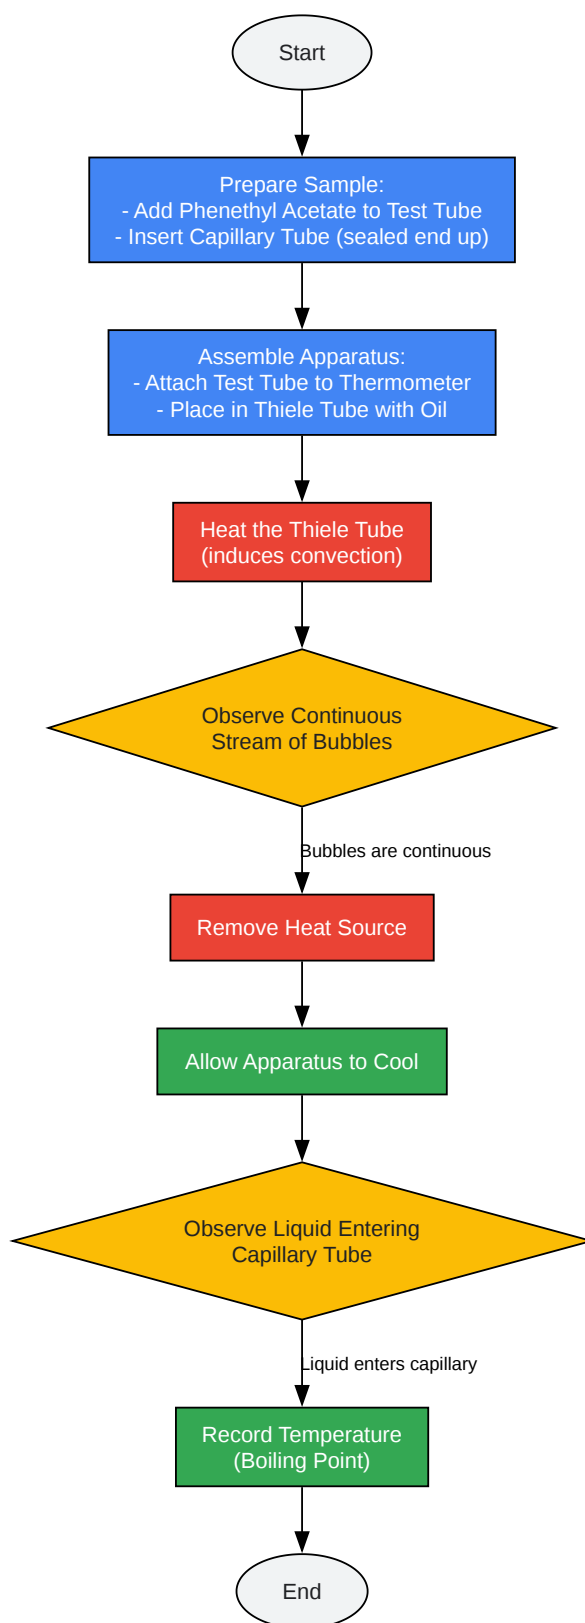 Start
Prepare Sample:
- Add Phenethyl Acetate to Test Tube
- Insert Capillary Tube (sealed end up)
Assemble Apparatus:
- Attach Test Tube to Thermometer
- Place in Thiele Tube with Oil
Heat the Thiele Tube
(induces convection)
Observe Continuous
Stream of Bubbles
Bubbles are continuous
Remove Heat Source
Allow Apparatus to Cool
Observe Liquid Entering
Capillary Tube
Liquid enters capillary
Record Temperature
(Boiling Point)
End